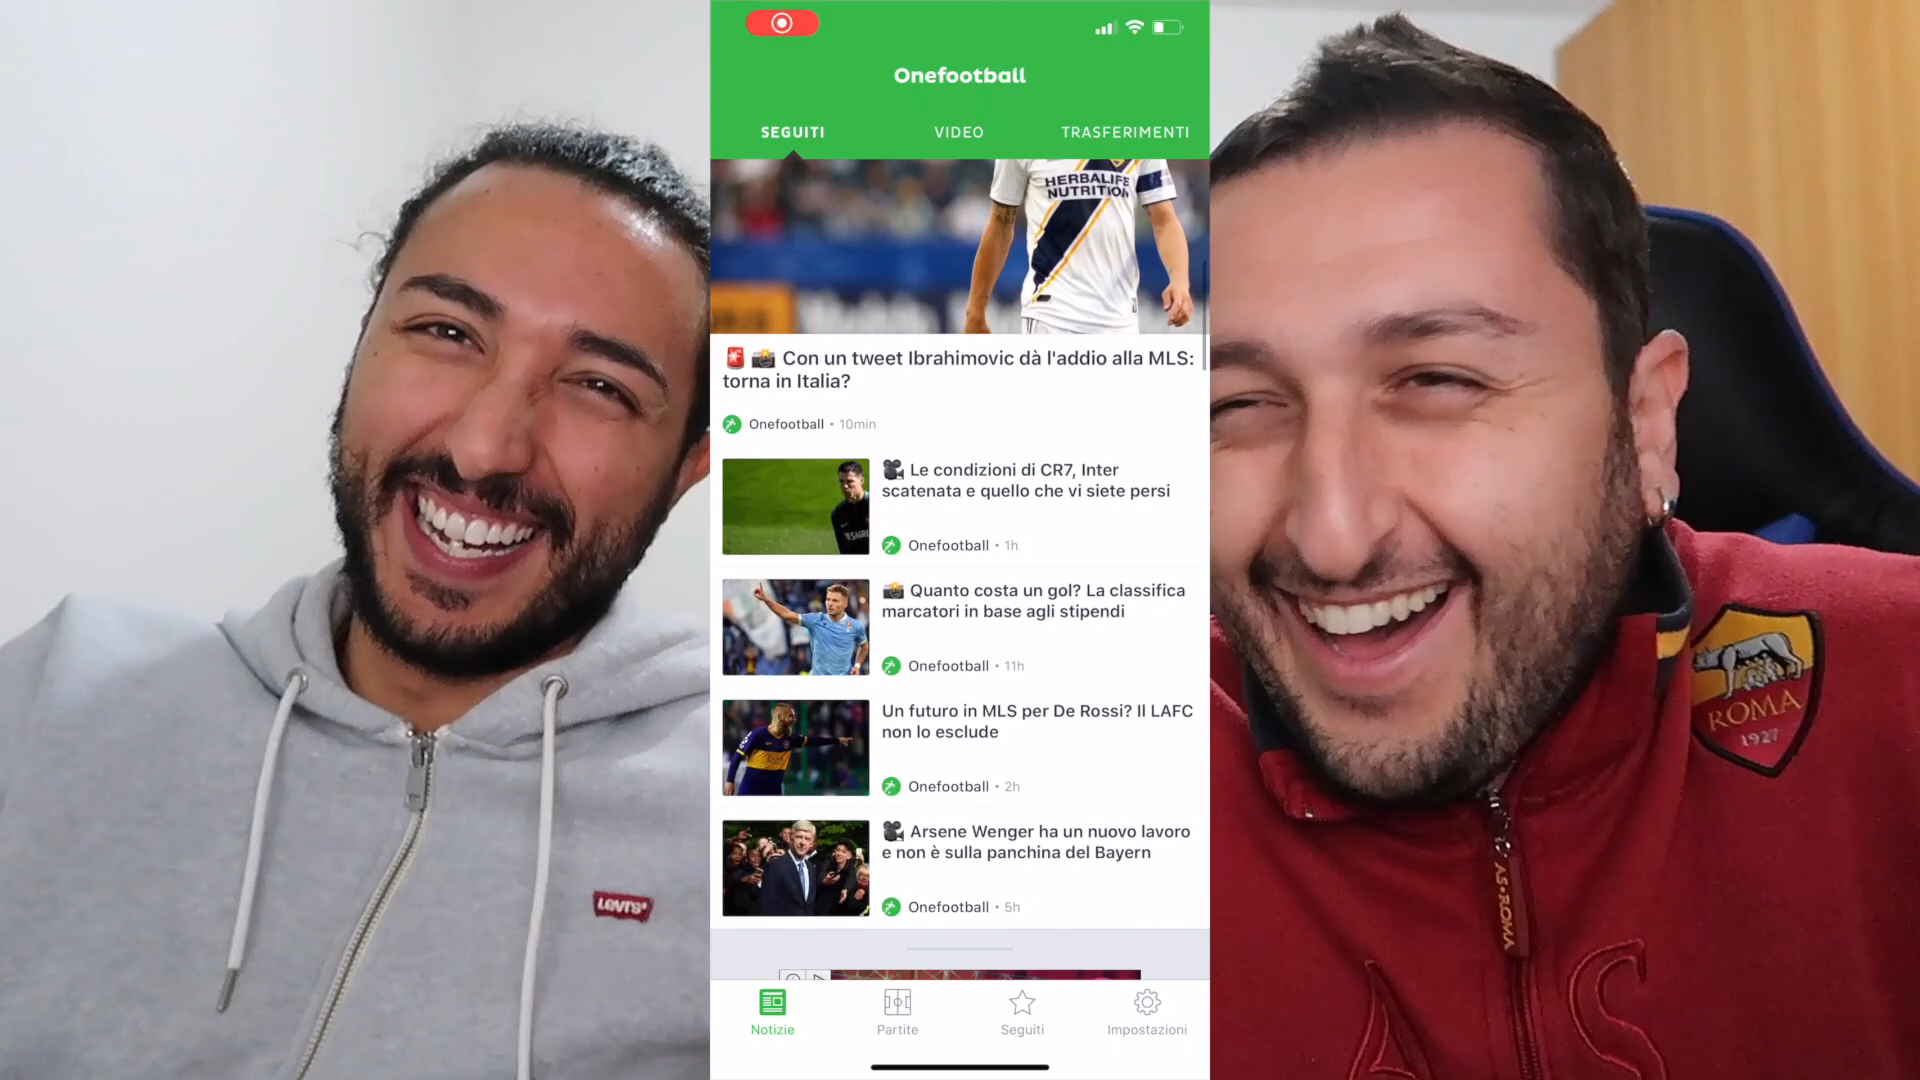 Onefootball
SEGUITI
VIDEO
TRASFERIMENTI
HERBALIFE
NUTRITION
🚨 📸 Con un tweet Ibrahimovic dà l'addio alla MLS:
torna in Italia?
Onefootball • 10min
🎥 Le condizioni di CR7, Inter
scatenata e quello che vi siete persi
Onefootball • 1h
📸 Quanto costa un gol? La classifica
marcatori in base agli stipendi
Onefootball • 11h
Un futuro in MLS per De Rossi? Il LAFC
non lo esclude
Onefootball • 2h
🎥 Arsene Wenger ha un nuovo lavoro
e non è sulla panchina del Bayern
Onefootball • 5h
Notizie
Partite
Seguiti
Impostazioni
Levi's
ROMA
1927
AS-ROMA
AS